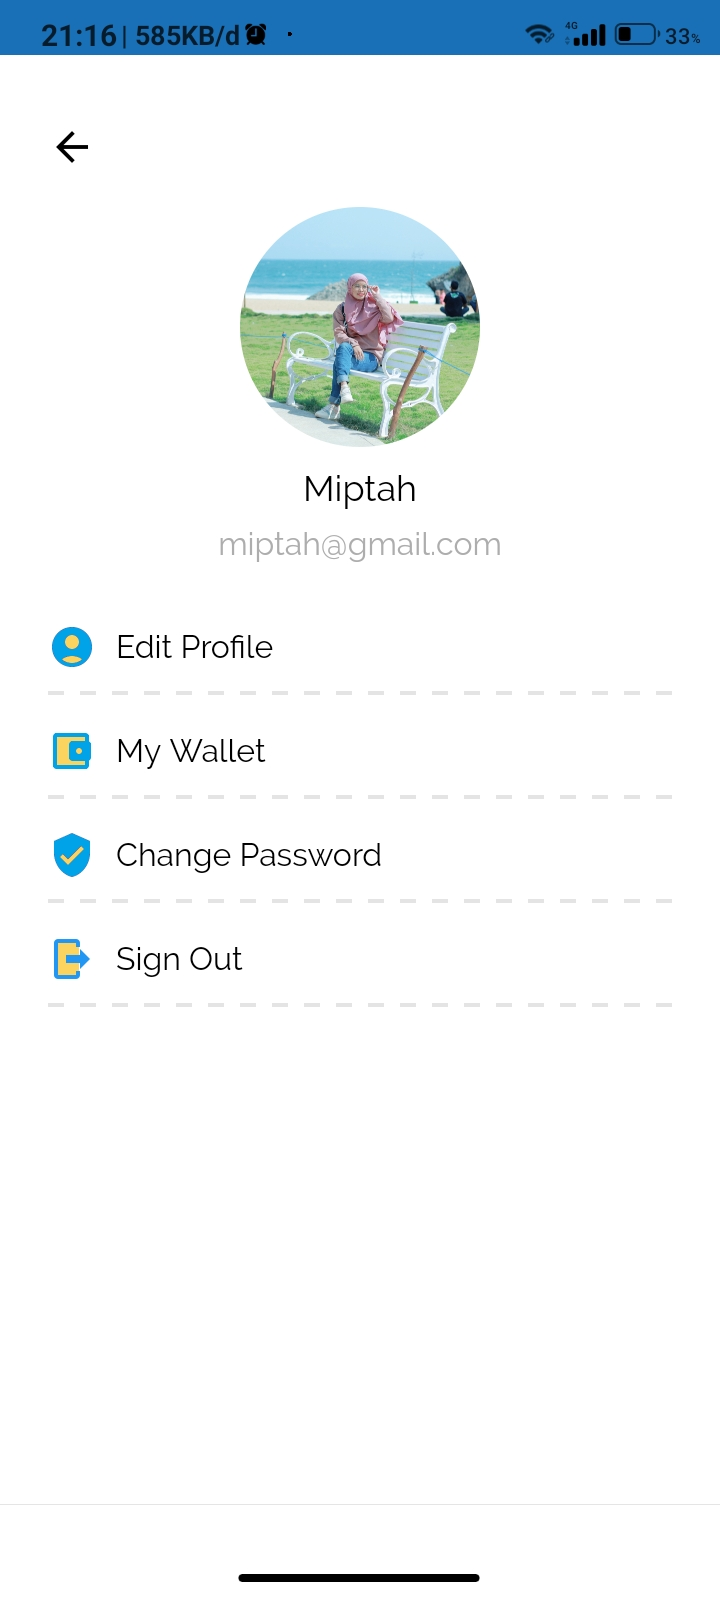 21:16 | 585KB/d 4G 33%
Miptah
miptah@gmail.com
Edit Profile
My Wallet
Change Password
Sign Out